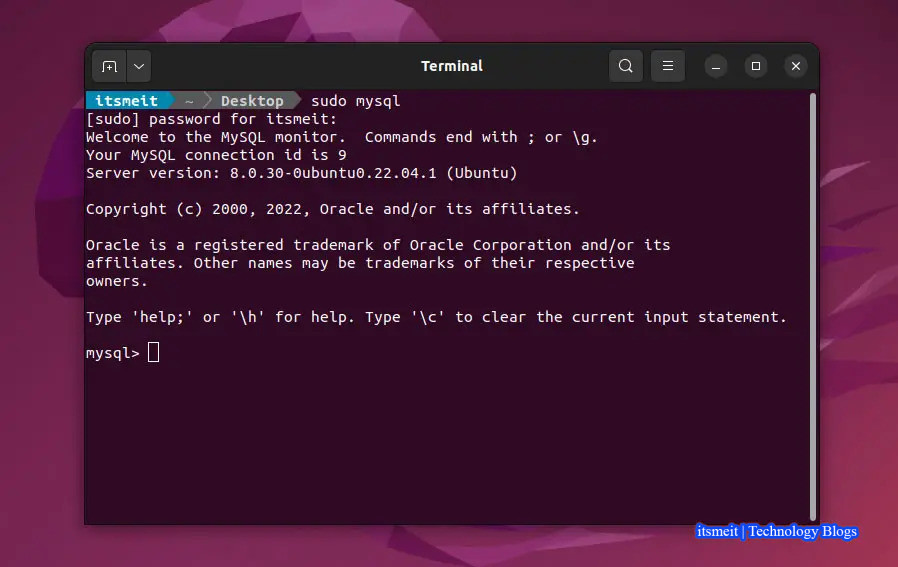 Terminal
itsmeit ~ Desktop sudo mysql
[sudo] password for itsmeit:
Welcome to the MySQL monitor.  Commands end with ; or \g.
Your MySQL connection id is 9
Server version: 8.0.30-0ubuntu0.22.04.1 (Ubuntu)
Copyright (c) 2000, 2022, Oracle and/or its affiliates.
Oracle is a registered trademark of Oracle Corporation and/or its
affiliates. Other names may be trademarks of their respective
owners.
Type 'help;' or '\h' for help. Type '\c' to clear the current input statement.
mysql>
itsmeit | Technology Blogs